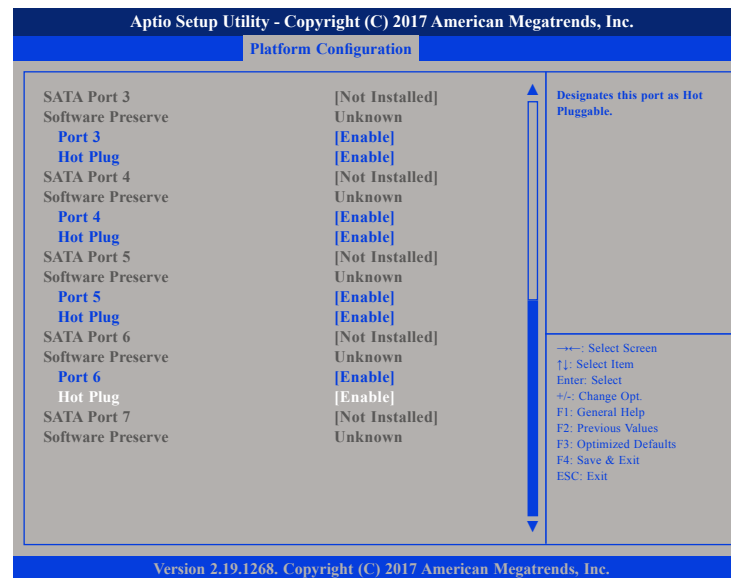 Aptio Setup Utility - Copyright (C) 2017 American Megatrends, Inc.
Platform Configuration
SATA Port 3 [Not Installed]
Software Preserve Unknown
Port 3 [Enable]
Hot Plug [Enable]
SATA Port 4 [Not Installed]
Software Preserve Unknown
Port 4 [Enable]
Hot Plug [Enable]
SATA Port 5 [Not Installed]
Software Preserve Unknown
Port 5 [Enable]
Hot Plug [Enable]
SATA Port 6 [Not Installed]
Software Preserve Unknown
Port 6 [Enable]
Hot Plug [Enable]
SATA Port 7 [Not Installed]
Software Preserve Unknown
Designates this port as Hot
Pluggable.
→←: Select Screen
↑↓: Select Item
Enter: Select
+/-: Change Opt.
F1: General Help
F2: Previous Values
F3: Optimized Defaults
F4: Save & Exit
ESC: Exit
Version 2.19.1268. Copyright (C) 2017 American Megatrends, Inc.